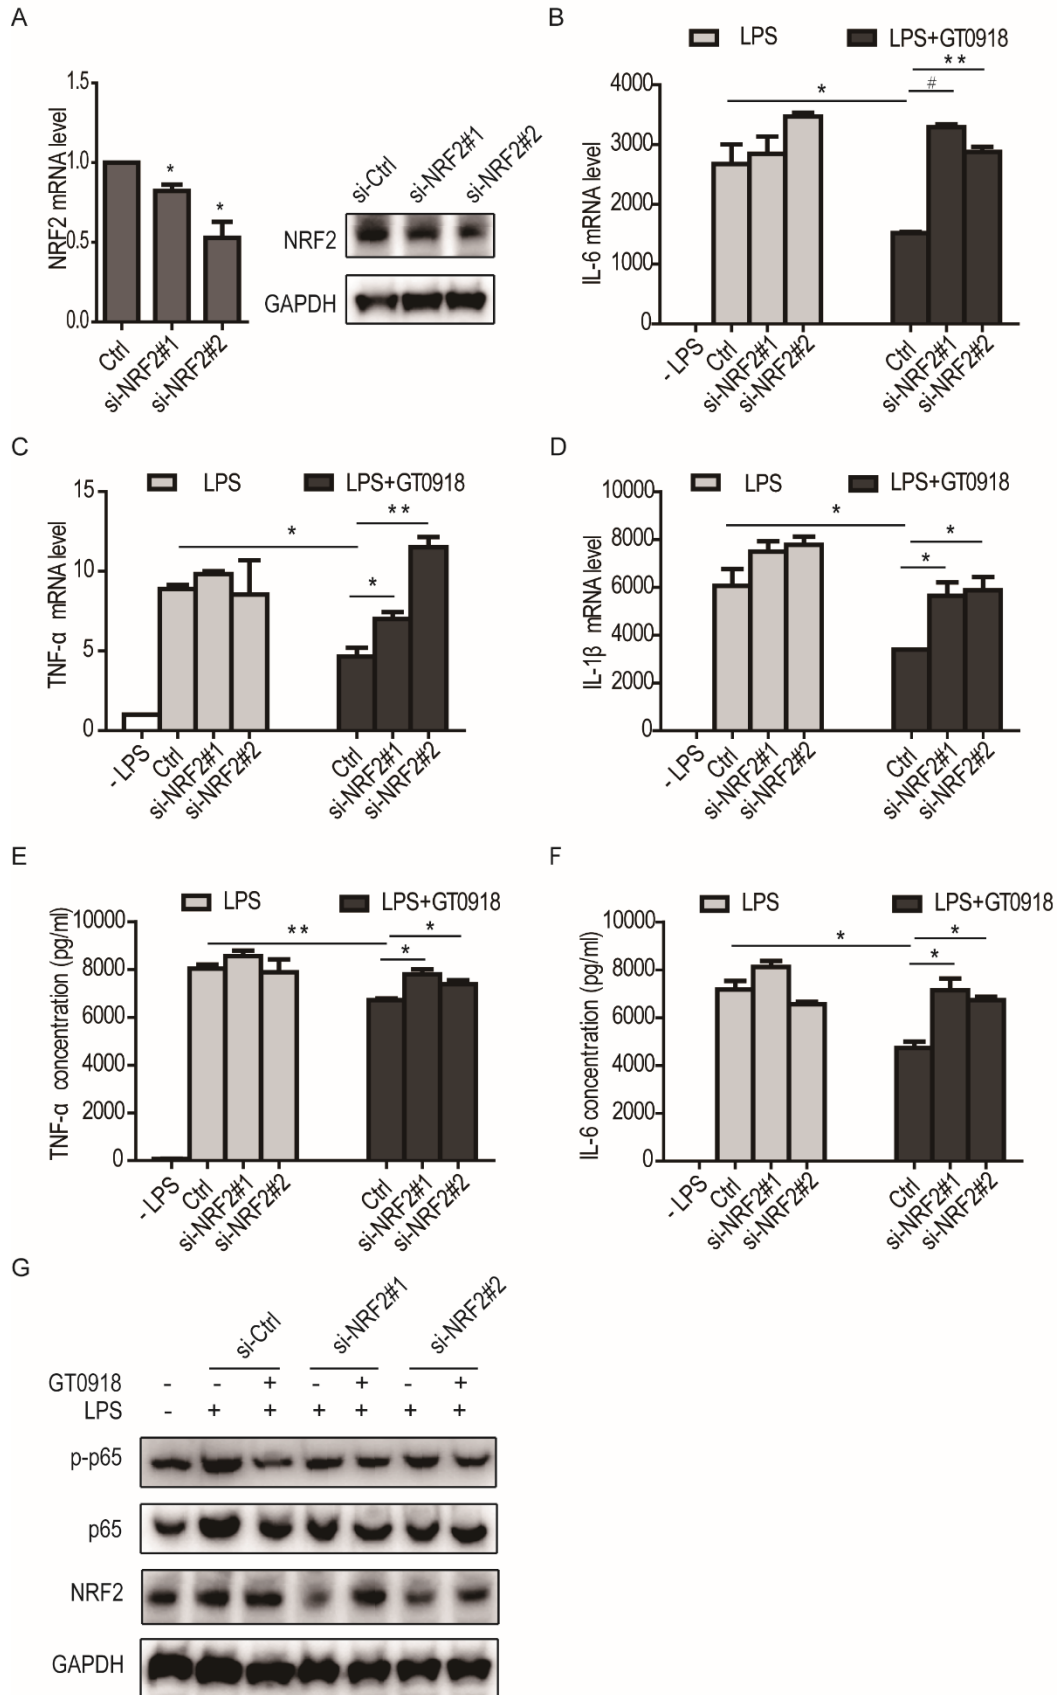 A
NRF2 mRNA level
1.5
1.0
0.5
0.0
Ctrl
si-NRF2#1
si-NRF2#2
*
*
si-Ctrl
si-NRF2#1
si-NRF2#2
NRF2
GAPDH
B
LPS
LPS+GT0918
IL-6 mRNA level
4000
3000
2000
1000
0
*
#
**
- LPS
Ctrl
si-NRF2#1
si-NRF2#2
Ctrl
si-NRF2#1
si-NRF2#2
C
LPS
LPS+GT0918
TNF-α mRNA level
15
10
5
0
*
**
*
- LPS
Ctrl
si-NRF2#1
si-NRF2#2
Ctrl
si-NRF2#1
si-NRF2#2
D
LPS
LPS+GT0918
IL-1β mRNA level
10000
8000
6000
4000
2000
0
*
*
*
- LPS
Ctrl
si-NRF2#1
si-NRF2#2
Ctrl
si-NRF2#1
si-NRF2#2
E
LPS
LPS+GT0918
TNF-α concentration (pg/ml)
10000
8000
6000
4000
2000
0
**
*
*
- LPS
Ctrl
si-NRF2#1
si-NRF2#2
Ctrl
si-NRF2#1
si-NRF2#2
F
LPS
LPS+GT0918
IL-6 concentration (pg/ml)
10000
8000
6000
4000
2000
0
*
*
*
- LPS
Ctrl
si-NRF2#1
si-NRF2#2
Ctrl
si-NRF2#1
si-NRF2#2
G
si-Ctrl
si-NRF2#1
si-NRF2#2
GT0918 - - + - + - +
LPS - + + + + + +
p-p65
p65
NRF2
GAPDH